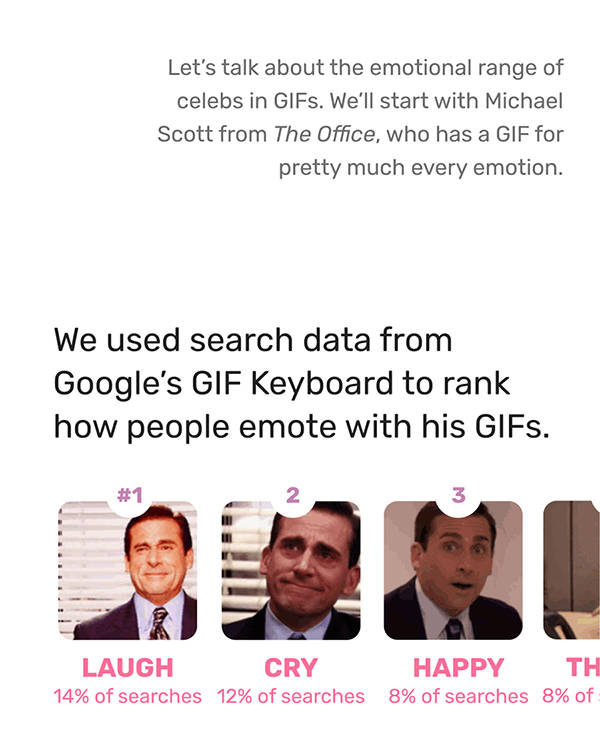 Let’s talk about the emotional range of
celebs in GIFs. We’ll start with Michael
Scott from The Office, who has a GIF for
pretty much every emotion.
We used search data from
Google’s GIF Keyboard to rank
how people emote with his GIFs.
#1 2 3
LAUGH CRY HAPPY TH
14% of searches 12% of searches 8% of searches 8% of